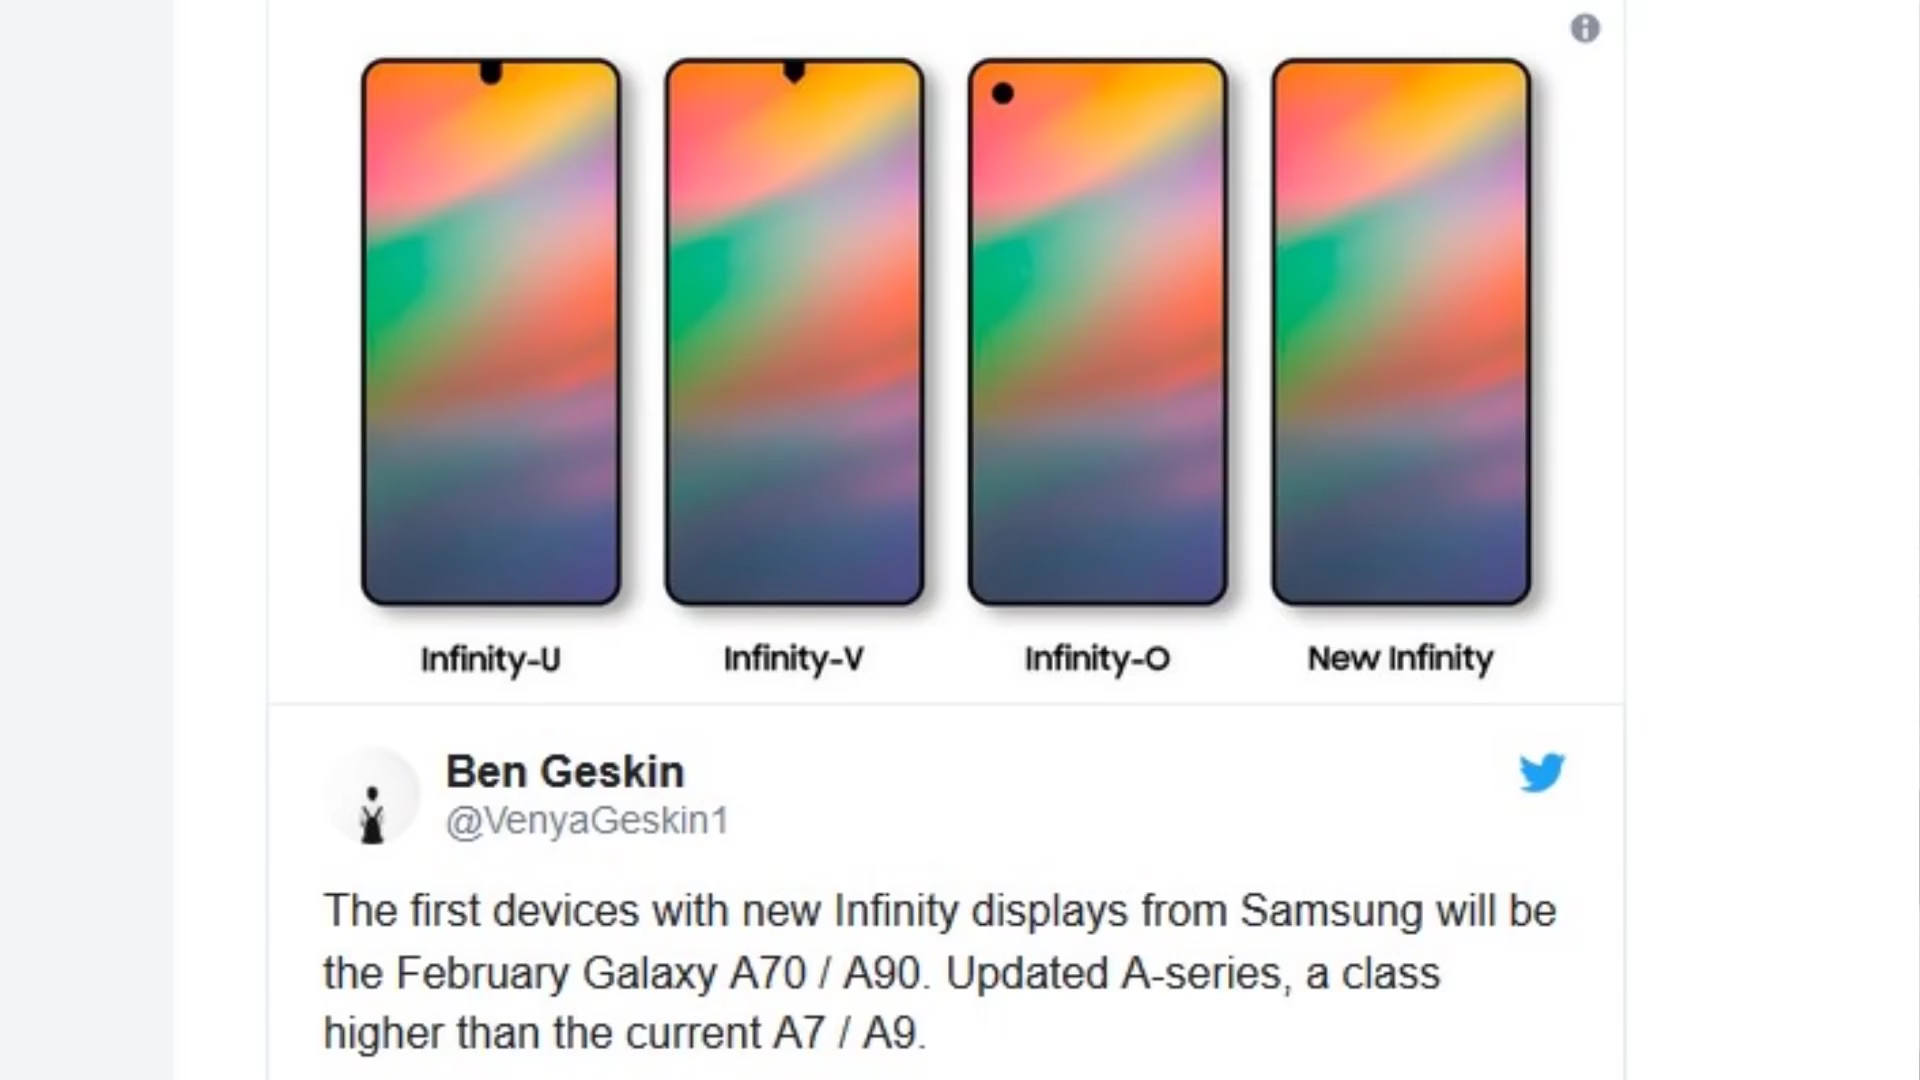 Infinity-U Infinity-V Infinity-O New Infinity
Ben Geskin
@VenyaGeskin1
The first devices with new Infinity displays from Samsung will be
the February Galaxy A70 / A90. Updated A-series, a class
higher than the current A7 / A9.